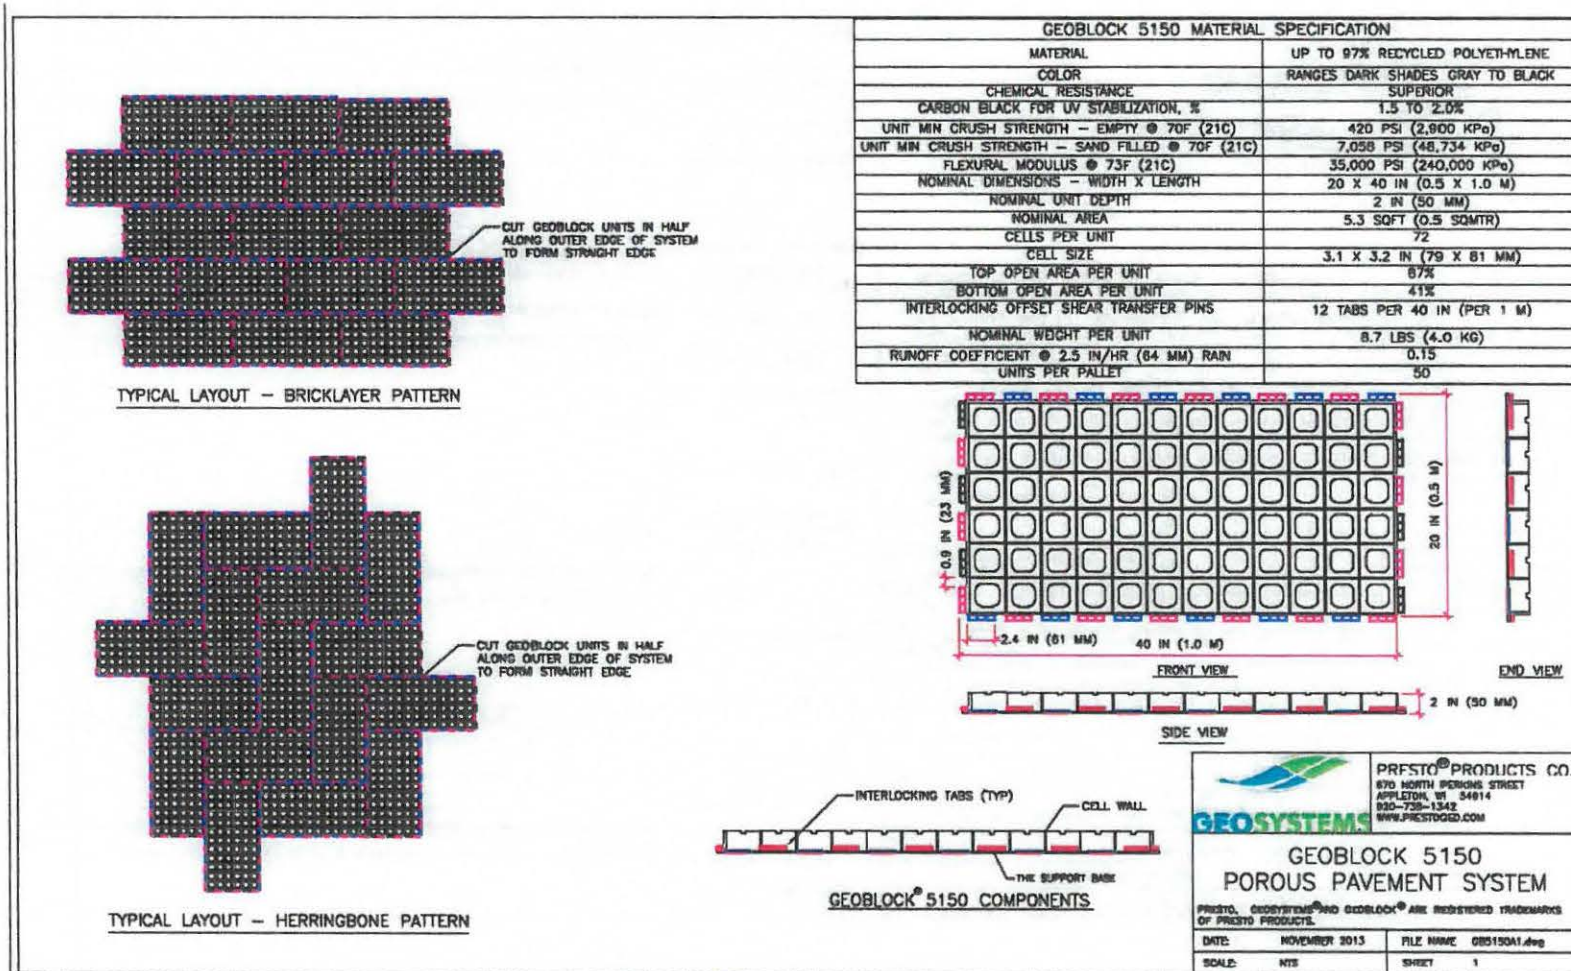 GEOBLOCK 5150 MATERIAL SPECIFICATION
MATERIAL UP TO 97% RECYCLED POLYETHYLENE
COLOR RANGES DARK SHADES GRAY TO BLACK
CHEMICAL RESISTANCE SUPERIOR
CARBON BLACK FOR UV STABILIZATION, % 1.5 TO 2.0%
UNIT MIN CRUSH STRENGTH – EMPTY @ 70F (21C) 420 PSI (2,900 KPa)
UNIT MIN CRUSH STRENGTH – SAND FILLED @ 70F (21C) 7,058 PSI (48,734 KPa)
FLEXURAL MODULUS @ 73F (21C) 35,000 PSI (240,000 KPa)
NOMINAL DIMENSIONS – WIDTH X LENGTH 20 X 40 IN (0.5 X 1.0 M)
NOMINAL UNIT DEPTH 2 IN (50 MM)
NOMINAL AREA 5.3 SQFT (0.5 SQMTR)
CELLS PER UNIT 72
CELL SIZE 3.1 X 3.2 IN (79 X 81 MM)
TOP OPEN AREA PER UNIT 87%
BOTTOM OPEN AREA PER UNIT 41%
INTERLOCKING OFFSET SHEAR TRANSFER PINS 12 TABS PER 40 IN (PER 1 M)
NOMINAL WEIGHT PER UNIT 8.7 LBS (4.0 KG)
RUNOFF COEFFICIENT @ 2.5 IN/HR (64 MM) RAIN 0.15
UNITS PER PALLET 50
CUT GEOBLOCK UNITS IN HALF
ALONG OUTER EDGE OF SYSTEM
TO FORM STRAIGHT EDGE
TYPICAL LAYOUT – BRICKLAYER PATTERN
CUT GEOBLOCK UNITS IN HALF
ALONG OUTER EDGE OF SYSTEM
TO FORM STRAIGHT EDGE
TYPICAL LAYOUT – HERRINGBONE PATTERN
0.9 IN (23 MM)
20 IN (0.5 M)
2.4 IN (61 MM)
40 IN (1.0 M)
FRONT VIEW
END VIEW
2 IN (50 MM)
SIDE VIEW
INTERLOCKING TABS (TYP)
CELL WALL
THK SUPPORT BASE
GEOBLOCK® 5150 COMPONENTS
GEOSYSTEMS
PRESTO® PRODUCTS CO.
670 NORTH PERKINS STREET
APPLETON, WI 54914
920-738-1342
WWW.PRESTOGEO.COM
GEOBLOCK 5150
POROUS PAVEMENT SYSTEM
PRESTO, GEOSYSTEMS® AND GEOBLOCK® ARE REGISTERED TRADEMARKS
OF PRESTO PRODUCTS.
DATE: NOVEMBER 2013 FILE NAME GB5150A1.dwg
SCALE: NTS SHEET 1